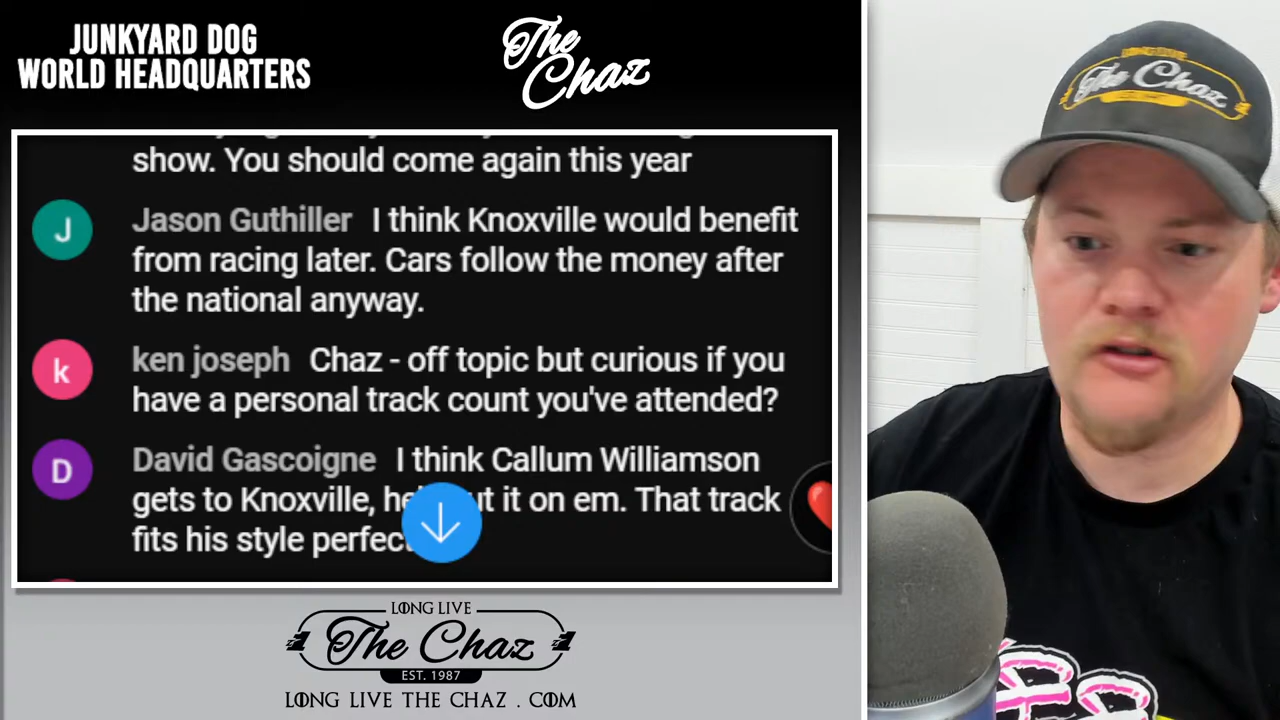 JUNKYARD DOG
WORLD HEADQUARTERS
The
Chaz
show. You should come again this year
J
Jason Guthiller I think Knoxville would benefit
from racing later. Cars follow the money after
the national anyway.
k
ken joseph Chaz - off topic but curious if you
have a personal track count you've attended?
D
David Gascoigne I think Callum Williamson
gets to Knoxville, it on em. That track
fits his style
LONG LIVE
The Chaz
EST. 1987
LONG LIVE THE CHAZ . COM
LONG LIVE
The Chaz